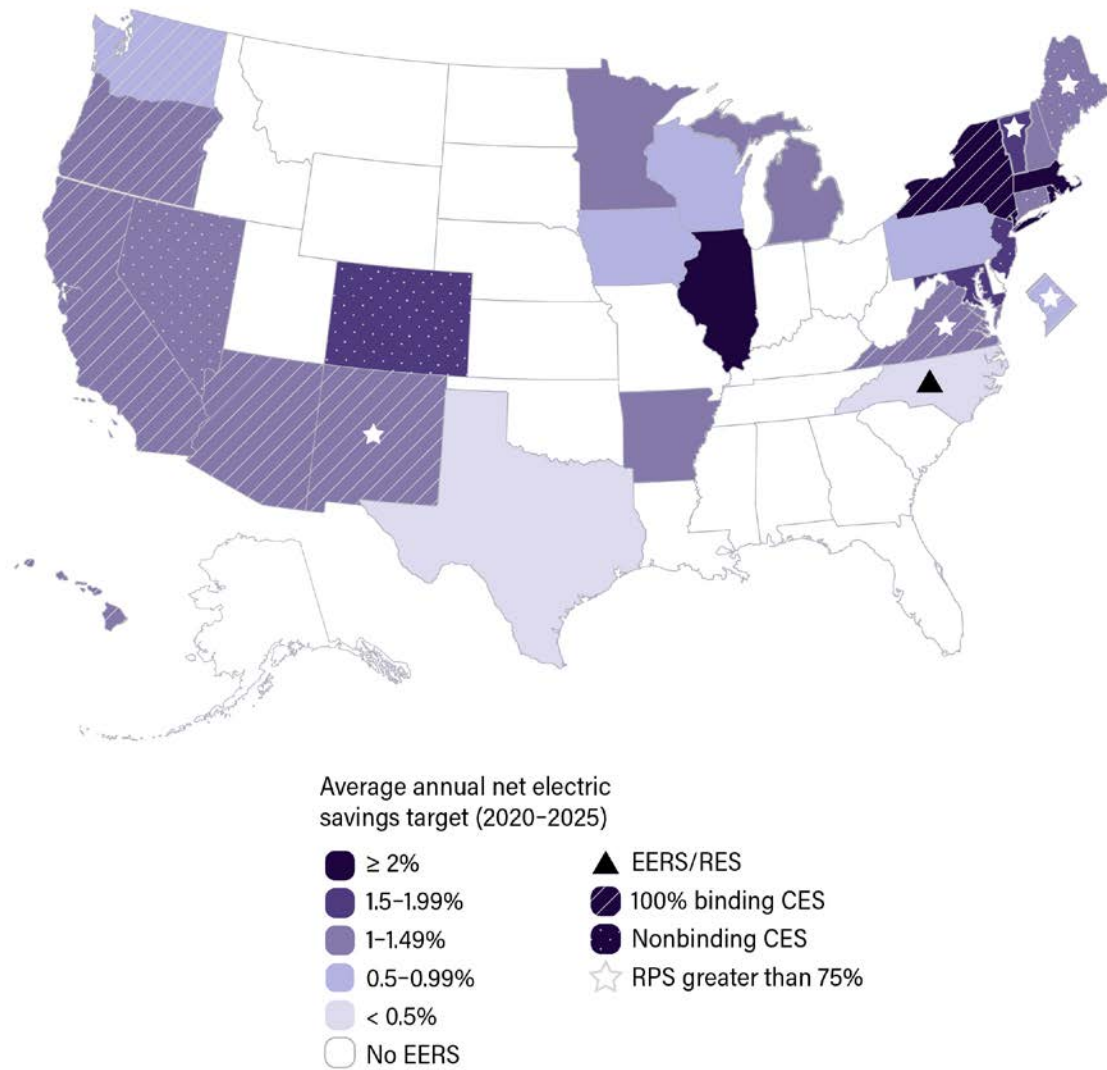 Average annual net electric
savings target (2020–2025)
≥ 2%
1.5–1.99%
1–1.49%
0.5–0.99%
< 0.5%
No EERS
EERS/RES
100% binding CES
Nonbinding CES
RPS greater than 75%